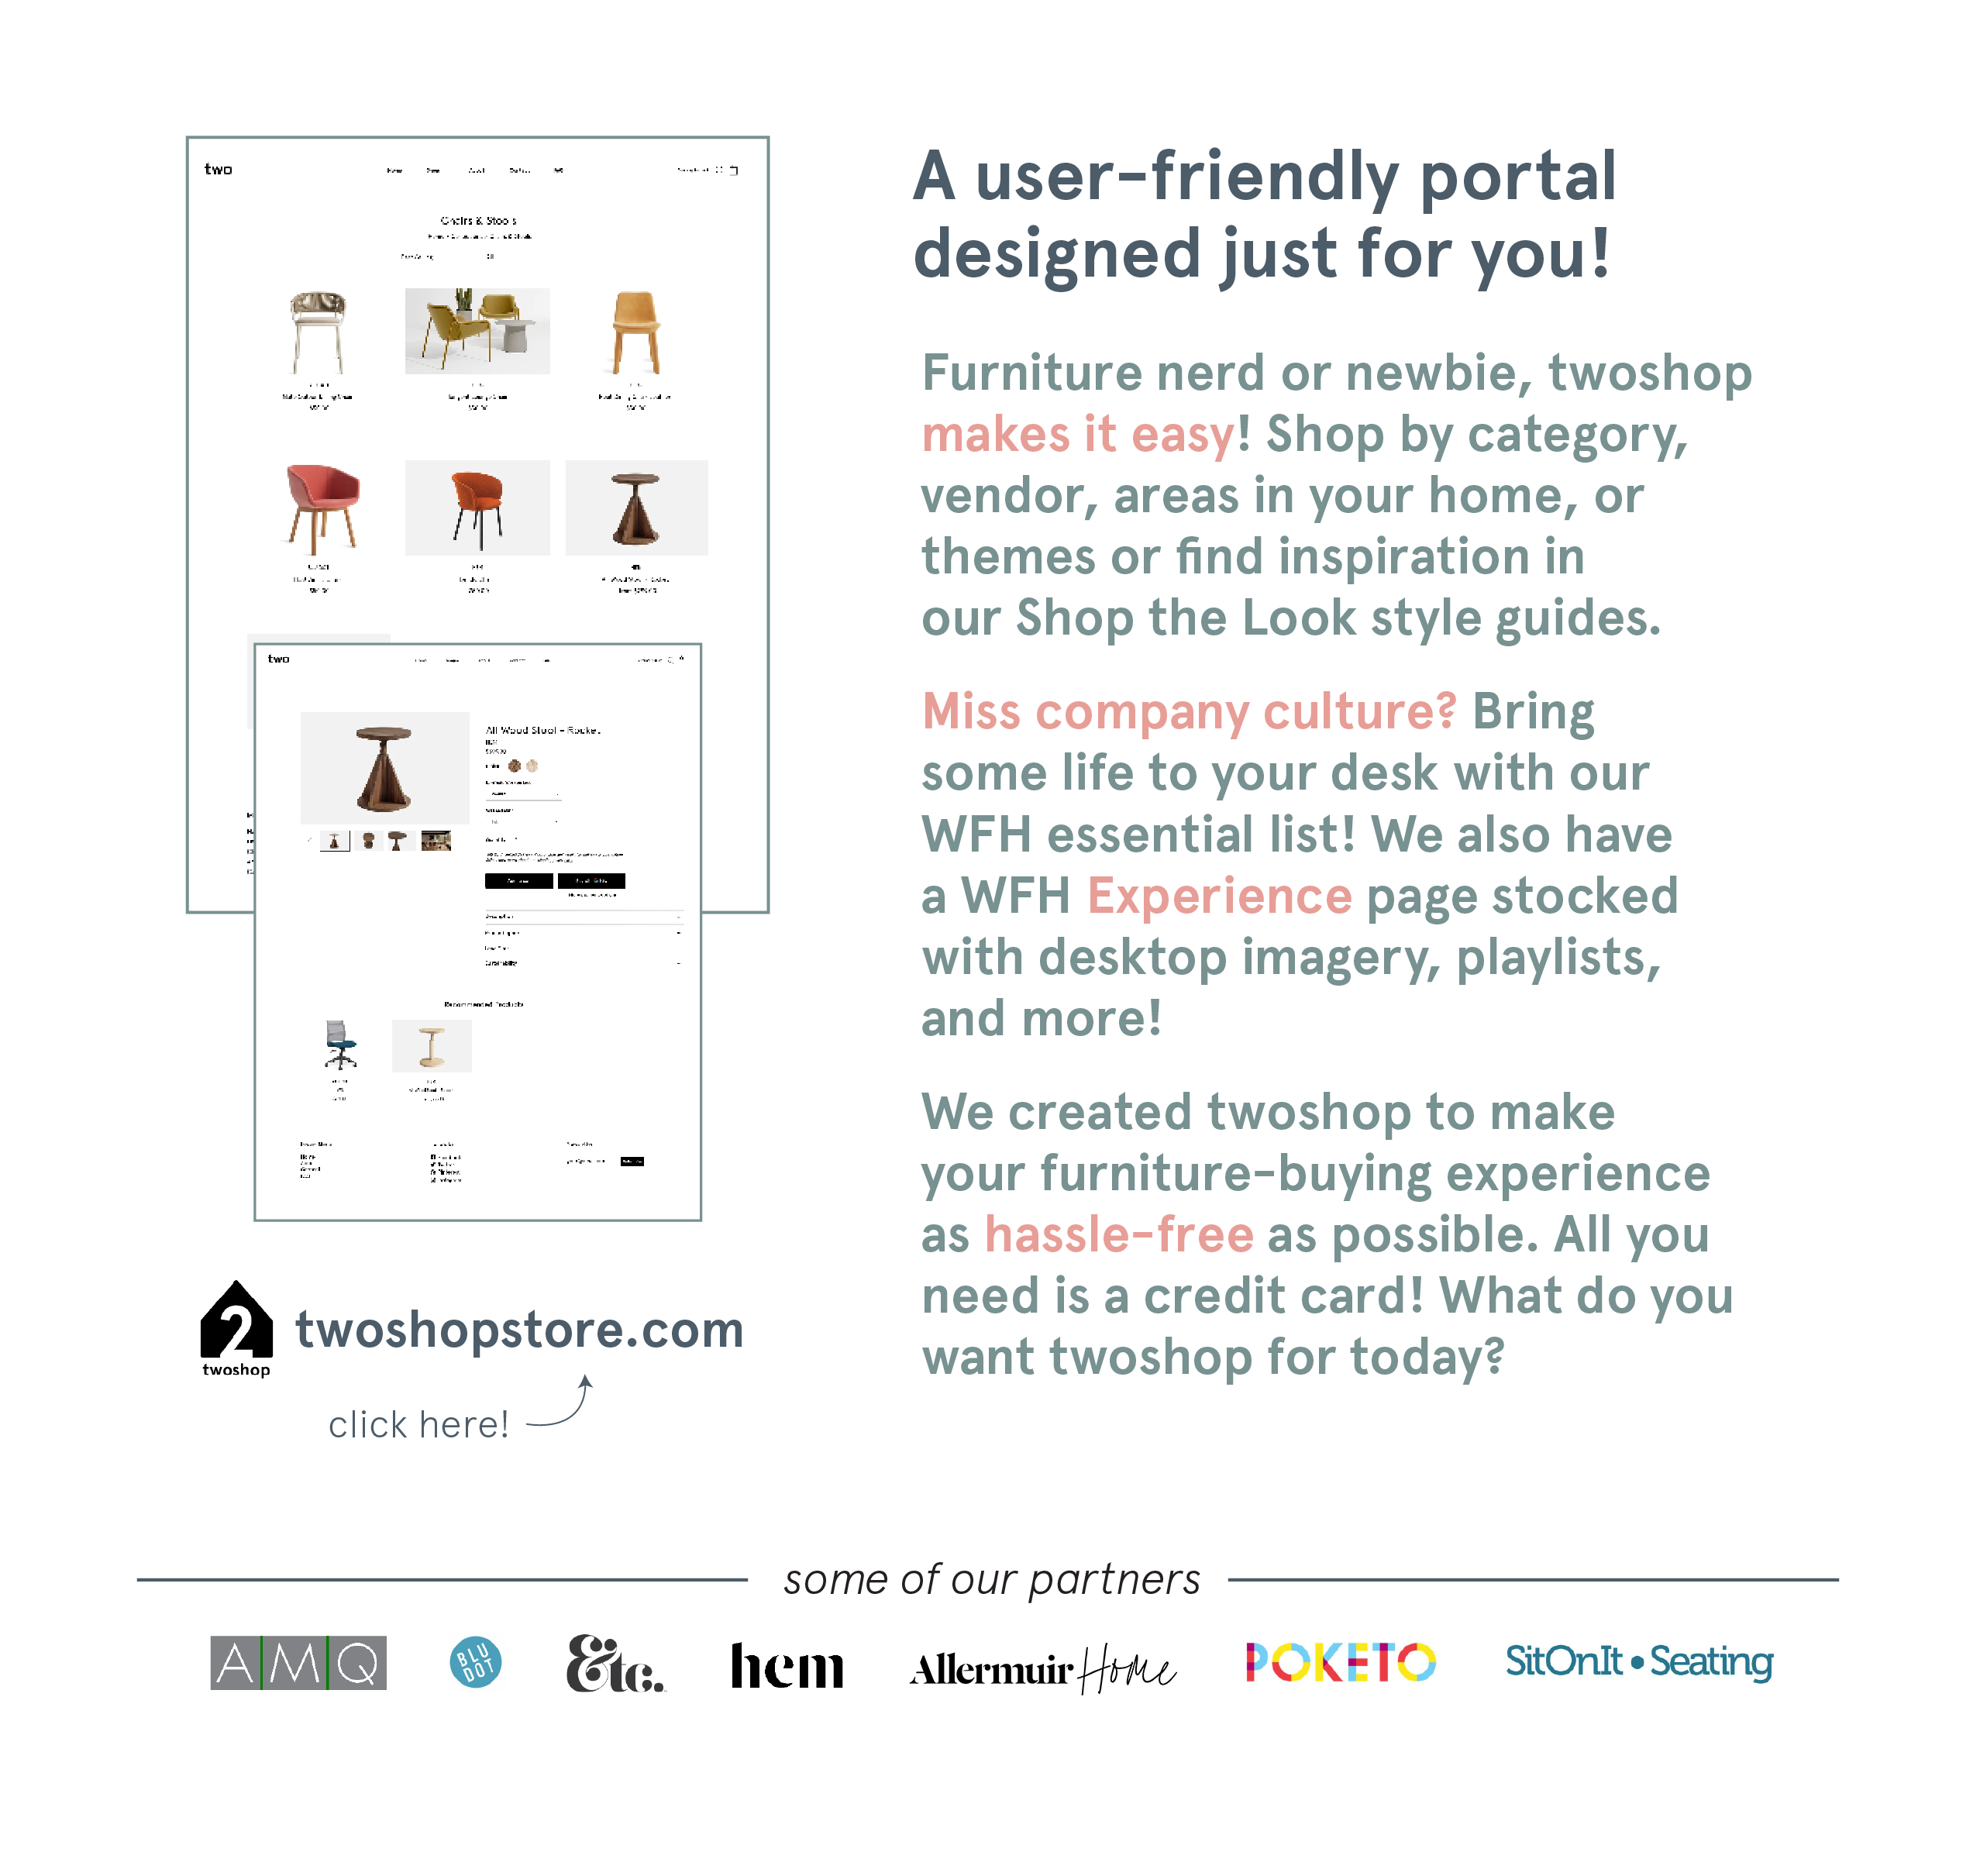 two
Chairs & Stools
two
All Wood Stool - Rocket
Description
Sustainability
Recommended Products
Home
twoshop
twoshopstore.com
click here!
A user-friendly portal
designed just for you!
Furniture nerd or newbie, twoshop
makes it easy! Shop by category,
vendor, areas in your home, or
themes or find inspiration in
our Shop the Look style guides.
Miss company culture? Bring
some life to your desk with our
WFH essential list! We also have
a WFH Experience page stocked
with desktop imagery, playlists,
and more!
We created twoshop to make
your furniture-buying experience
as hassle-free as possible. All you
need is a credit card! What do you
want twoshop for today?
some of our partners
AMQ
BLU
DOT
&tc.
hem
Allermuir Home
POKETO
SitOnIt • Seating